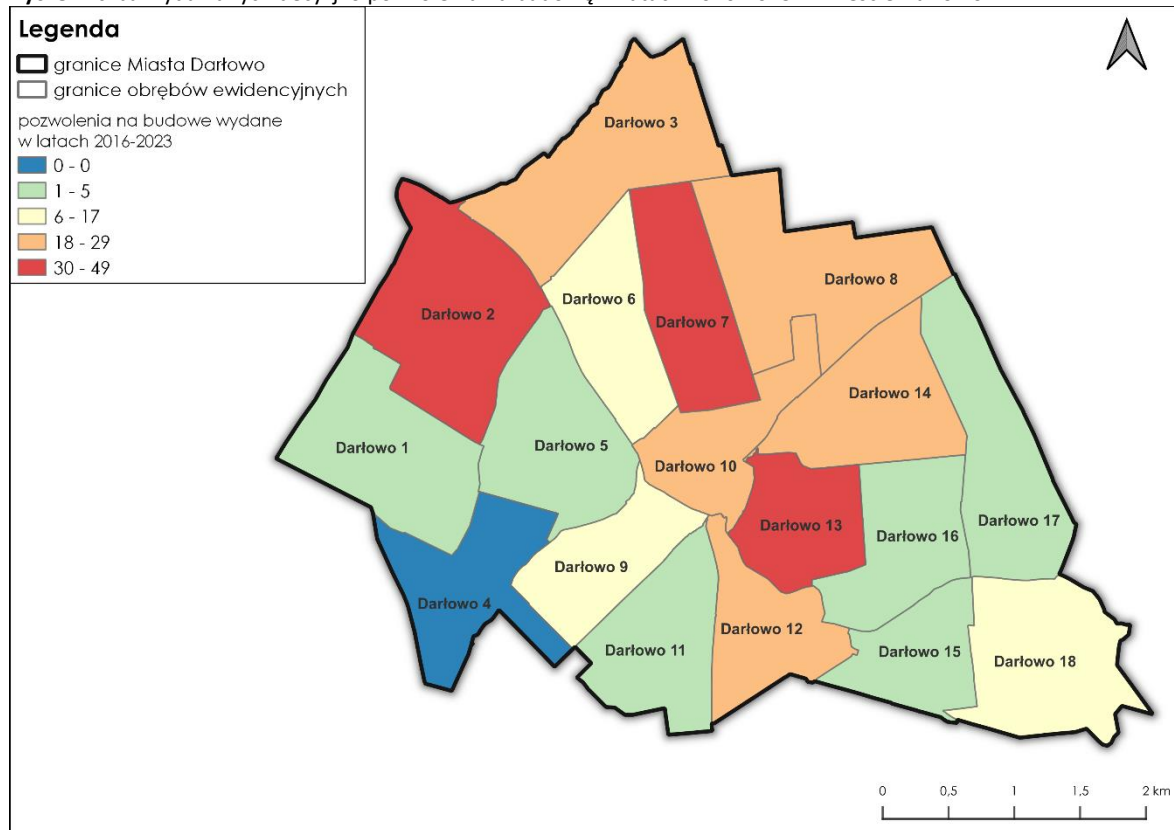 Legenda
granice Miasta Darłowo
granice obrębów ewidencyjnych
pozwolenia na budowe wydane
w latach 2016-2023
0 - 0
1 - 5
6 - 17
18 - 29
30 - 49
Darłowo 3
Darłowo 8
Darłowo 6
Darłowo 2
Darłowo 7
Darłowo 14
Darłowo 1
Darłowo 5
Darłowo 10
Darłowo 17
Darłowo 13
Darłowo 16
Darłowo 9
Darłowo 4
Darłowo 12
Darłowo 11
Darłowo 15
Darłowo 18
0 0,5 1 1,5 2 km